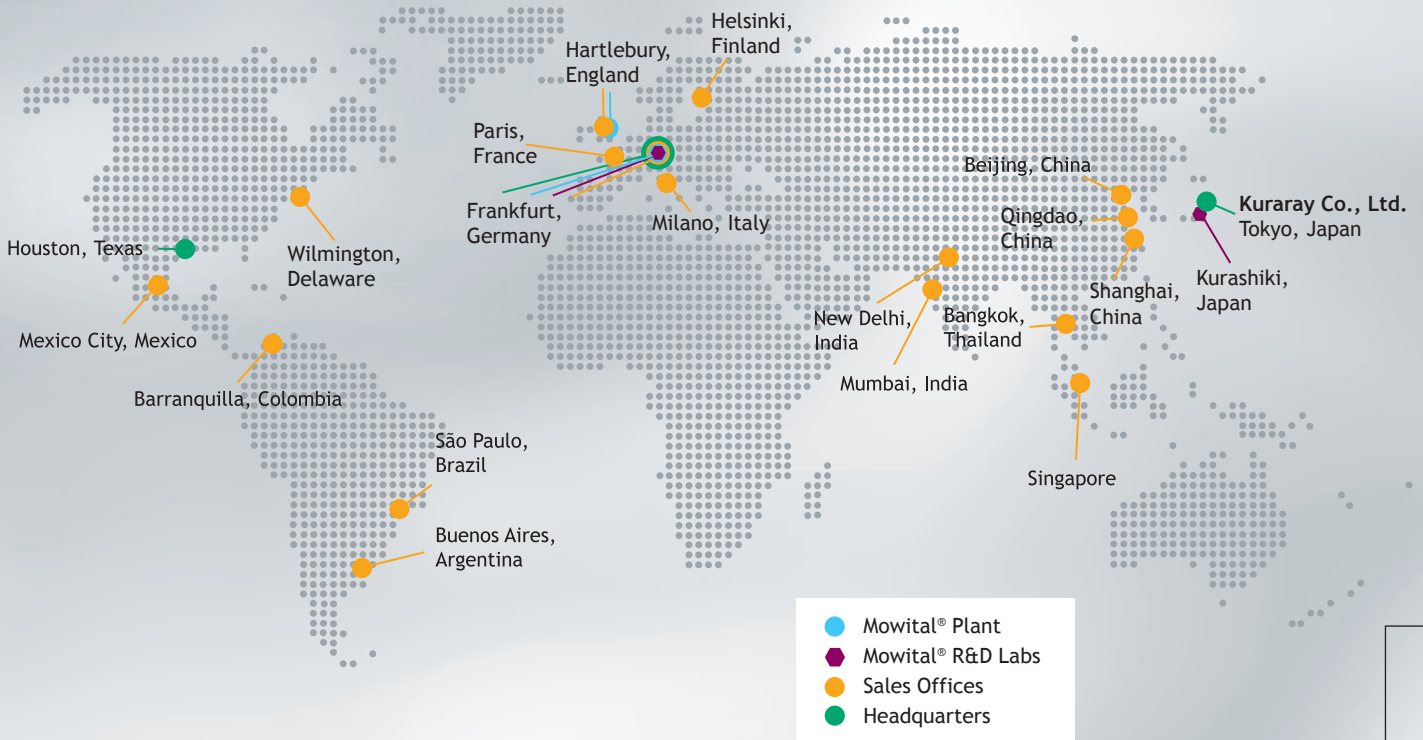 Helsinki,
Finland
Hartlebury,
England
Paris,
France
Frankfurt,
Germany
Milano, Italy
Beijing, China
Qingdao,
China
Shanghai,
China
Kuraray Co., Ltd.
Tokyo, Japan
Kurashiki,
Japan
Houston, Texas
Wilmington,
Delaware
Mexico City, Mexico
Barranquilla, Colombia
New Delhi,
India
Bangkok,
Thailand
Mumbai, India
Singapore
São Paulo,
Brazil
Buenos Aires,
Argentina
Mowital® Plant
Mowital® R&D Labs
Sales Offices
Headquarters